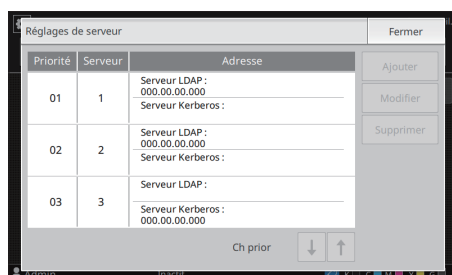 Réglages de serveur
Fermer
Priorité Serveur Adresse
Ajouter
01 1 Serveur LDAP :
000.00.00.000
Serveur Kerberos :
Modifier
Supprimer
02 2 Serveur LDAP :
000.00.00.000
Serveur Kerberos :
03 3 Serveur LDAP :
Serveur Kerberos :
000.00.00.000
Ch prior ↓ ↑
Admin Inactif K C M Y